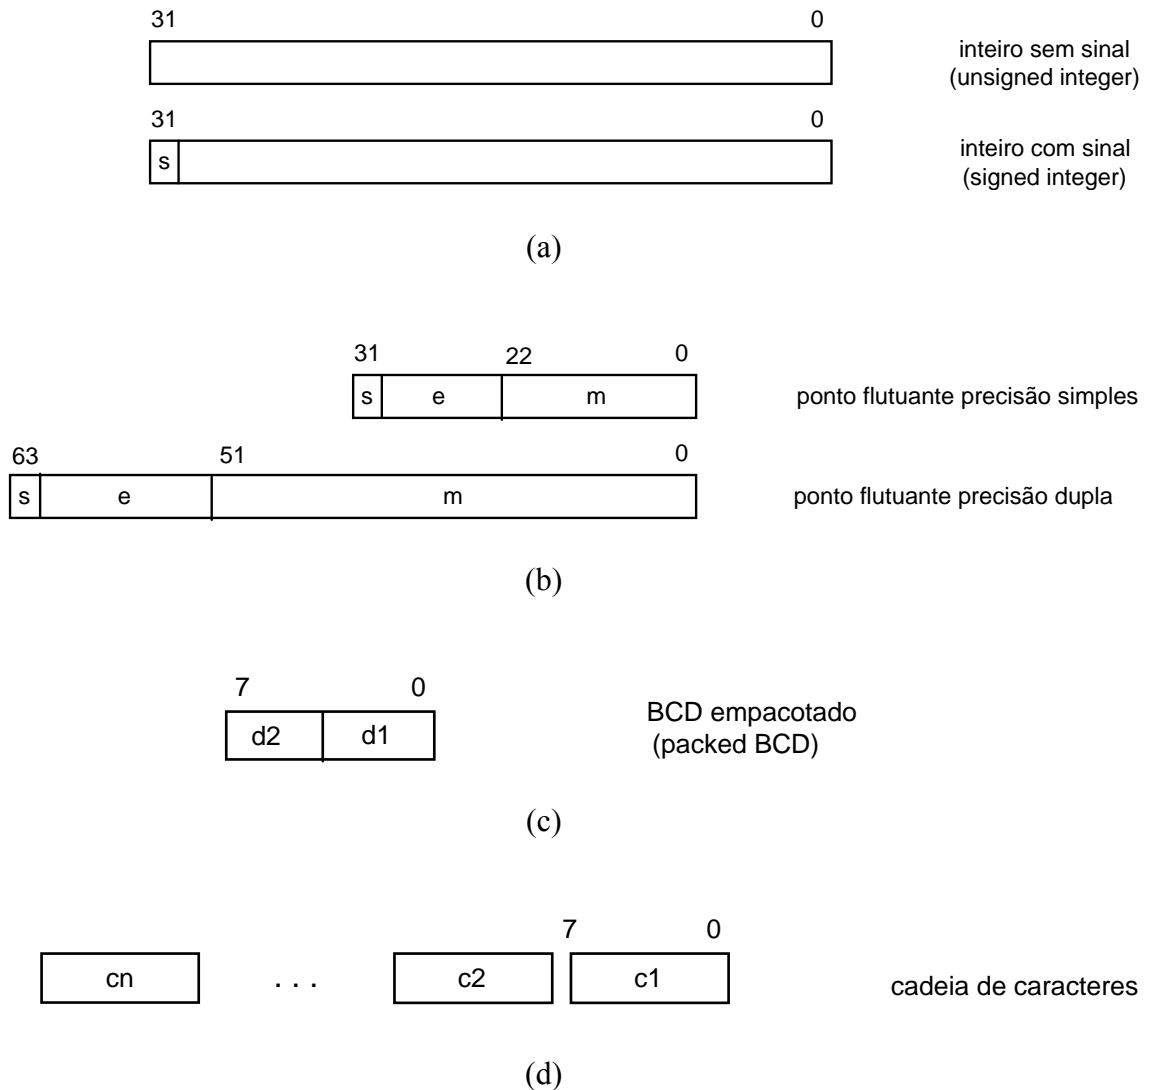 31 0
inteiro sem sinal
(unsigned integer)
31 0
s
inteiro com sinal
(signed integer)
(a)
31 22 0
s e m
ponto flutuante precisão simples
63 51 0
s e m
ponto flutuante precisão dupla
(b)
7 0
d2 d1
BCD empacotado
(packed BCD)
(c)
7 0
cn . . . c2 c1
cadeia de caracteres
(d)